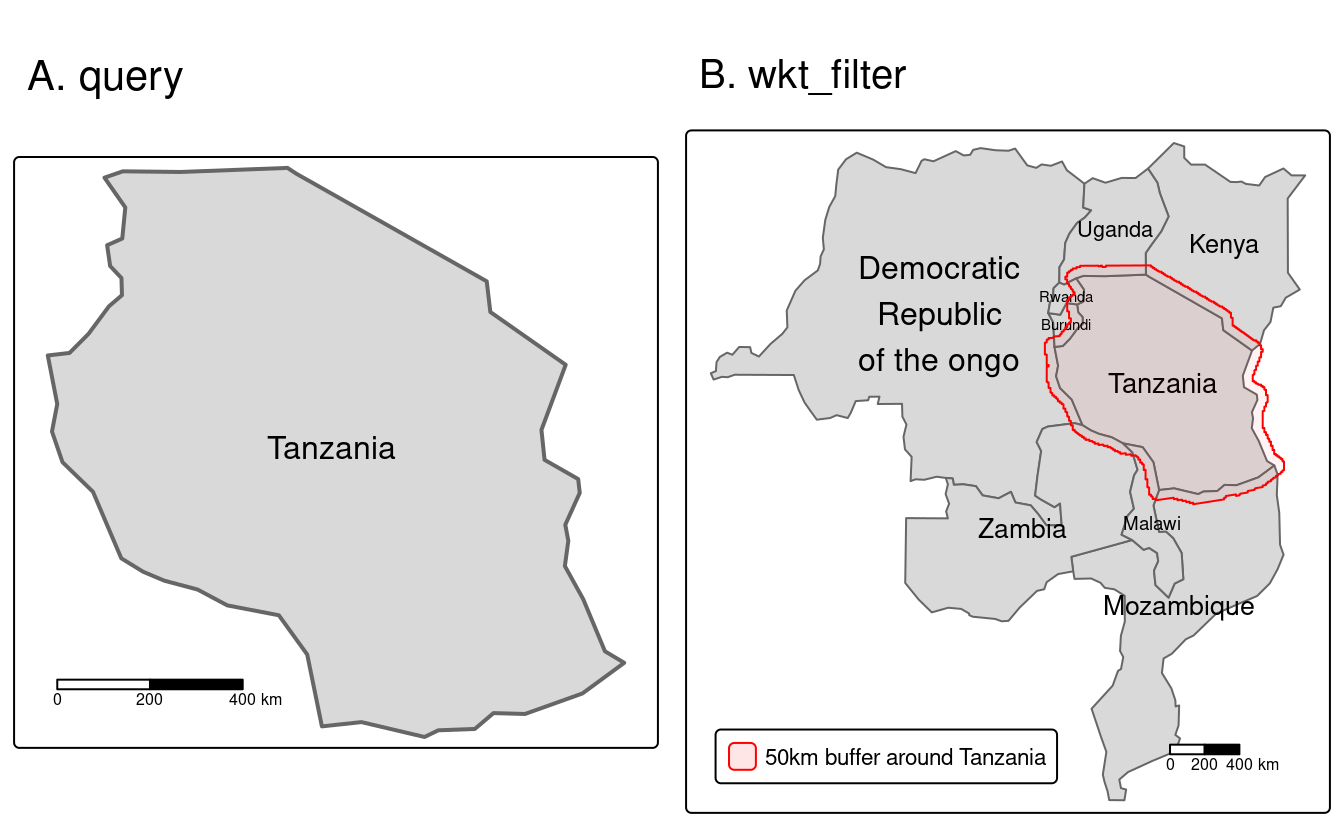 A. query
Tanzania
0 200 400 km
B. wkt_filter
Democratic
Republic
of the ongo
Uganda
Kenya
Rwanda
Burundi
Tanzania
Zambia
Malawi
Mozambique
50km buffer around Tanzania
0 200 400 km